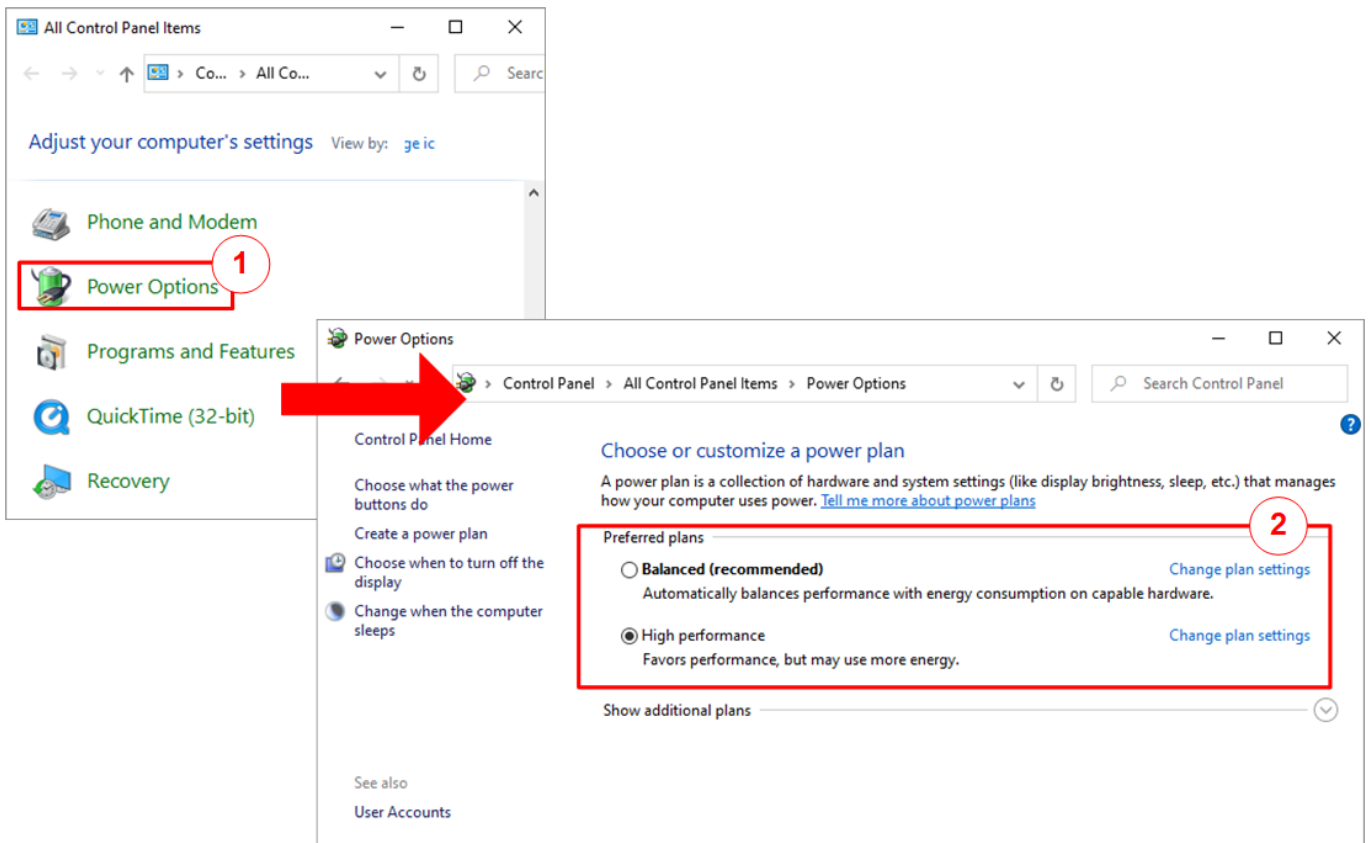 All Control Panel Items
Co... > All Co...
Searc
Adjust your computer's settings View by: ge ic
Phone and Modem
1
Power Options
Programs and Features
QuickTime (32-bit)
Recovery
Power Options
> Control Panel > All Control Panel Items > Power Options
Search Control Panel
?
Control Panel Home
Choose what the power
buttons do
Create a power plan
Choose when to turn off the
display
Change when the computer
sleeps
See also
User Accounts
Choose or customize a power plan
A power plan is a collection of hardware and system settings (like display brightness, sleep, etc.) that manages
how your computer uses power. Tell me more about power plans
2
Preferred plans
Balanced (recommended) Change plan settings
Automatically balances performance with energy consumption on capable hardware.
High performance Change plan settings
Favors performance, but may use more energy.
Show additional plans